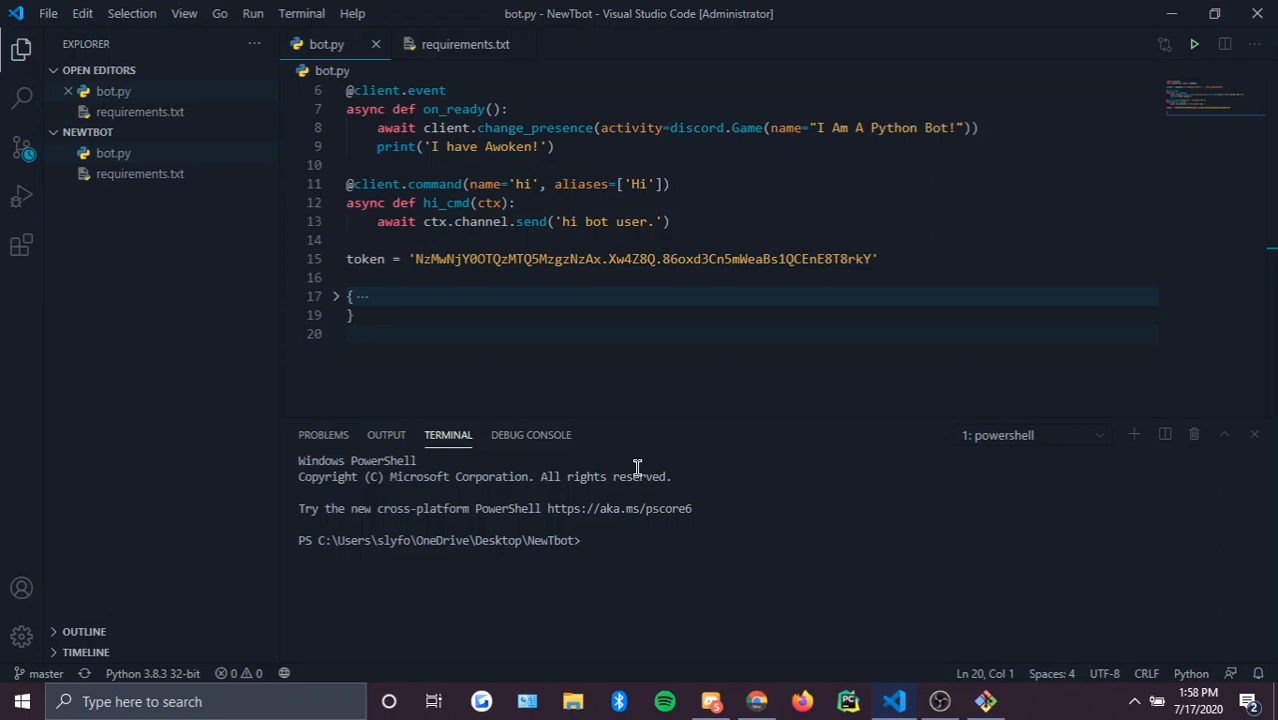 File Edit Selection View Go Run Terminal Help
bot.py - NewTbot - Visual Studio Code [Administrator]
EXPLORER
bot.py
requirements.txt
OPEN EDITORS
bot.py
requirements.txt
NEWTBOT
bot.py
requirements.txt
OUTLINE
TIMELINE
bot.py
6 @client.event
7 async def on_ready():
8 await client.change_presence(activity=discord.Game(name="I Am A Python Bot!"))
9 print('I have Awoken!')
10
11 @client.command(name='hi', aliases=['Hi'])
12 async def hi_cmd(ctx):
13 await ctx.channel.send('hi bot user.')
14
15 token = 'NzMwNjY0OTQzMTQ5MzgzNzAx.Xw4Z8Q.86oxd3Cn5mWeaBs1QCEnE8T8rkY'
16
17 { ...
19 }
20
PROBLEMS OUTPUT TERMINAL DEBUG CONSOLE
1: powershell
Windows PowerShell
Copyright (C) Microsoft Corporation. All rights reserved.
Try the new cross-platform PowerShell https://aka.ms/pscore6
PS C:\Users\slyfo\OneDrive\Desktop\NewTbot>
master Python 3.8.3 32-bit 0 0
Ln 20, Col 1 Spaces: 4 UTF-8 CRLF Python
Type here to search
5
PC
1:58 PM
7/17/2020
2